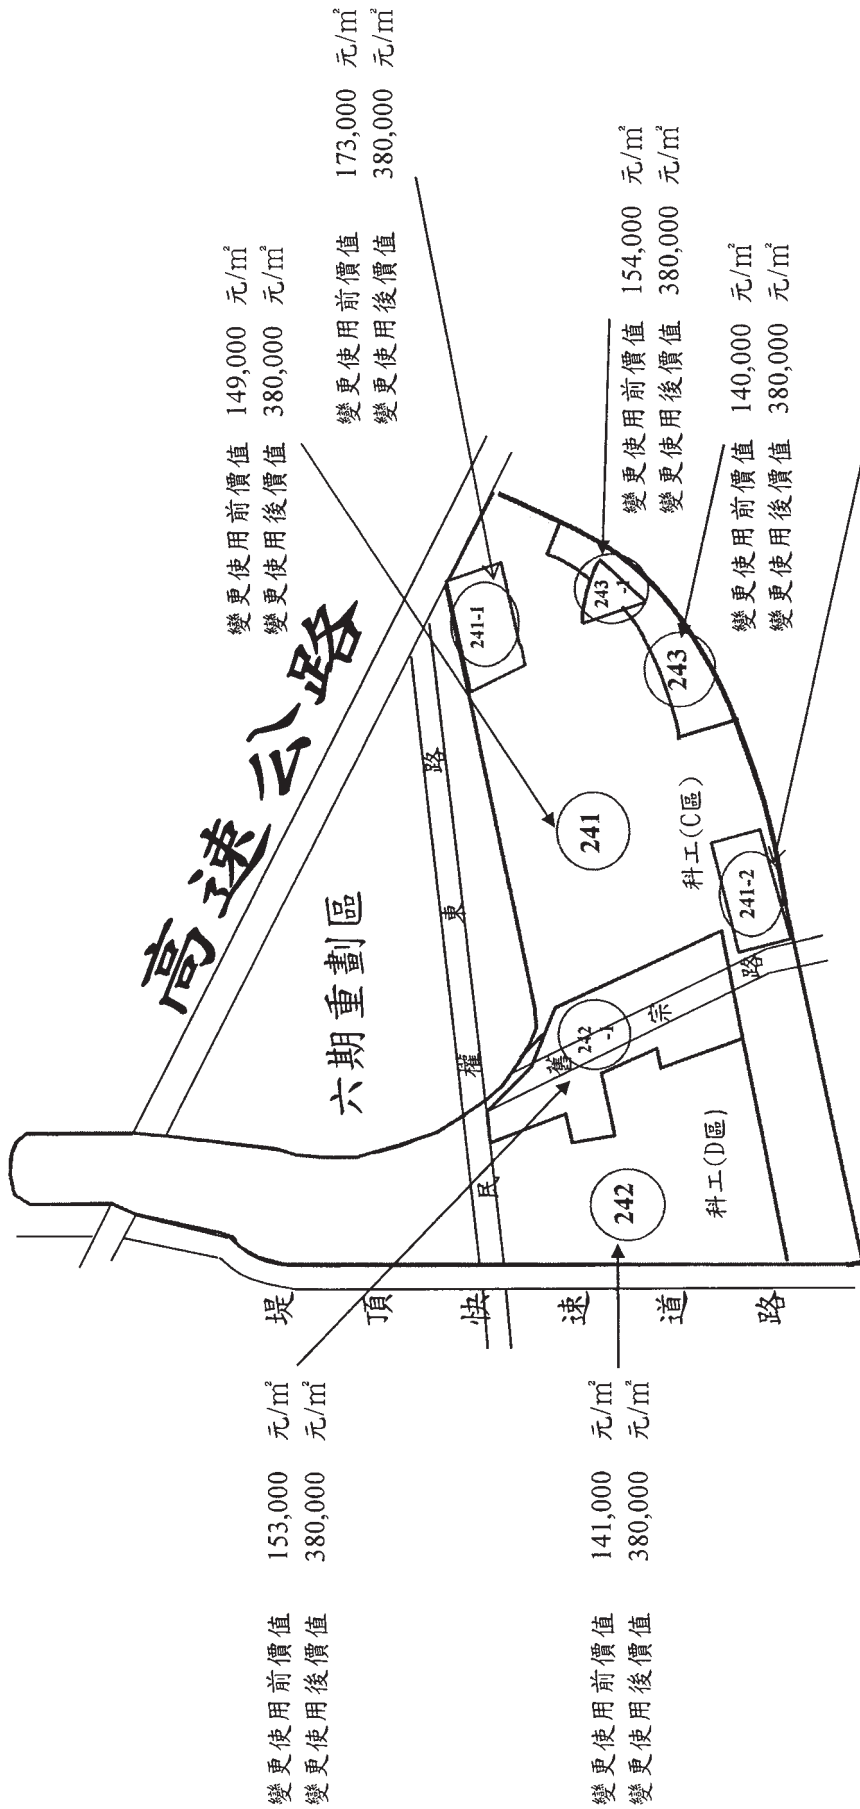 變更使用前價值 153,000 元/㎡
變更使用後價值 380,000 元/㎡
變更使用前價值 141,000 元/㎡
變更使用後價值 380,000 元/㎡
變更使用前價值 149,000 元/㎡
變更使用後價值 380,000 元/㎡
變更使用前價值 173,000 元/㎡
變更使用後價值 380,000 元/㎡
變更使用前價值 154,000 元/㎡
變更使用後價值 380,000 元/㎡
變更使用前價值 140,000 元/㎡
變更使用後價值 380,000 元/㎡
高速公路
六期重劃區
堤頂快速道路
民權東路
舊宗路
241-1
243
-1
243
241
科工(C區)
241-2
242
-1
242
科工(D區)